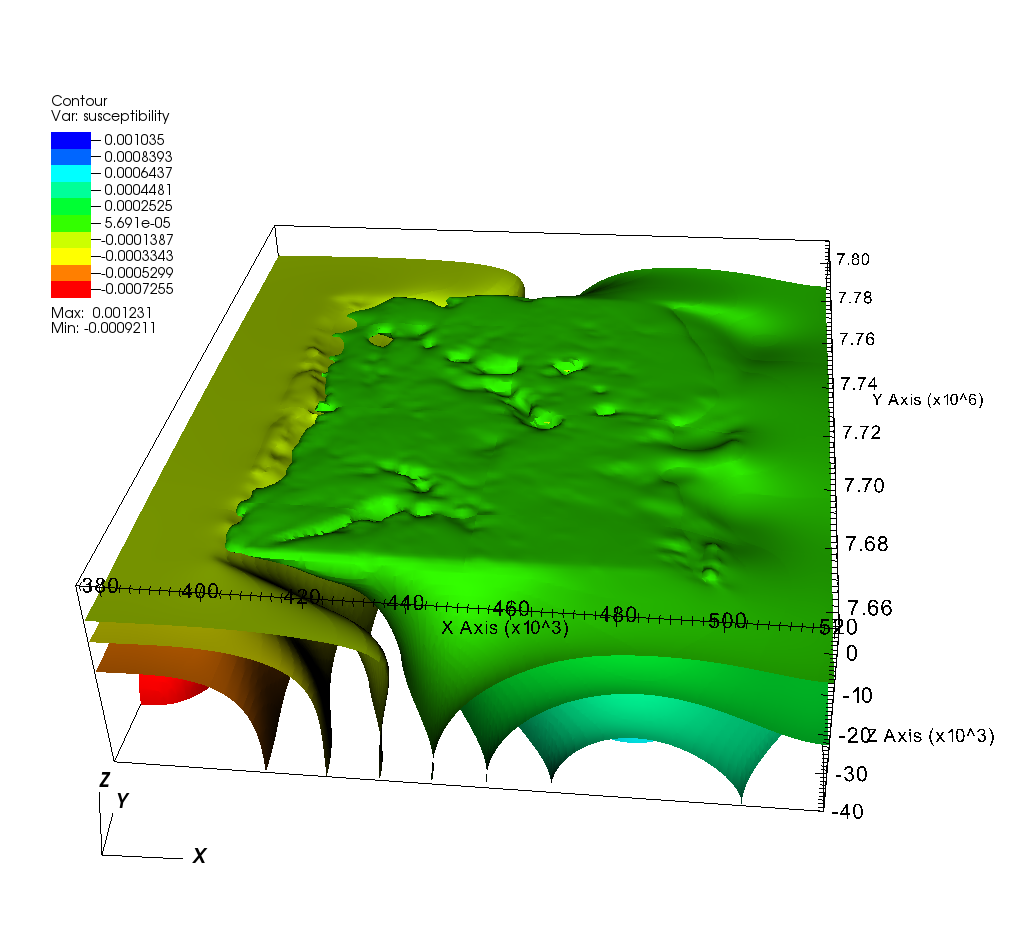 Contour
Var: susceptibility
0.001035
0.0008393
0.0006437
0.0004481
0.0002525
5.691e-05
-0.0001387
-0.0003343
-0.0005299
-0.0007255
Max: 0.001231
Min: -0.0009211
7.80
7.78
7.76
7.74
Y Axis (x10^6)
7.72
7.70
7.68
7.66
380 400 420 440 460 480 500 520
X Axis (x10^3)
0
-10
-20
Z Axis (x10^3)
-30
-40
Z
Y
X